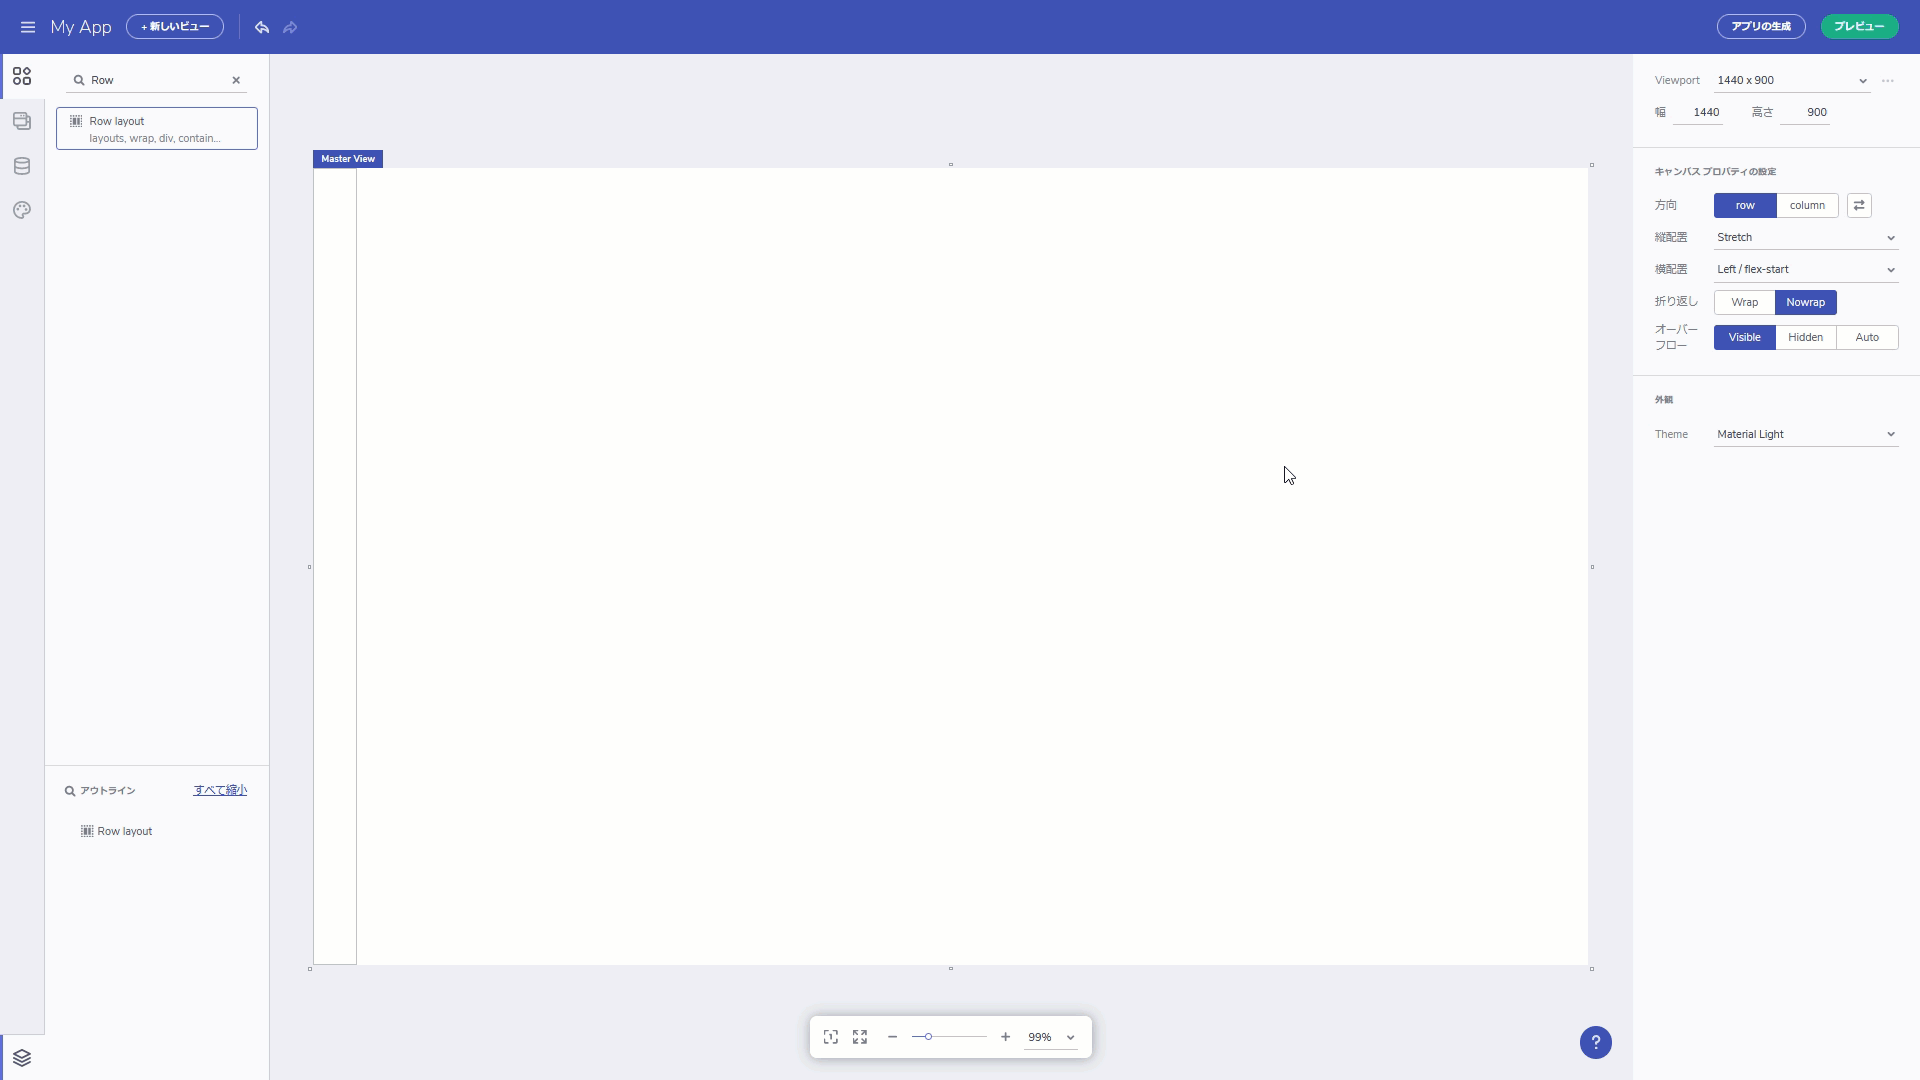 My App
+ 新しいビュー
アプリの生成
プレビュー
Row
Row layout
layouts, wrap, div, contain...
アウトライン
すべて縮小
Row layout
Master View
99%
?
Viewport
1440 x 900
幅
1440
高さ
900
キャンバス プロパティの設定
方向
row
column
縦配置
Stretch
横配置
Left / flex-start
折り返し
Wrap
Nowrap
オーバー
フロー
Visible
Hidden
Auto
外観
Theme
Material Light